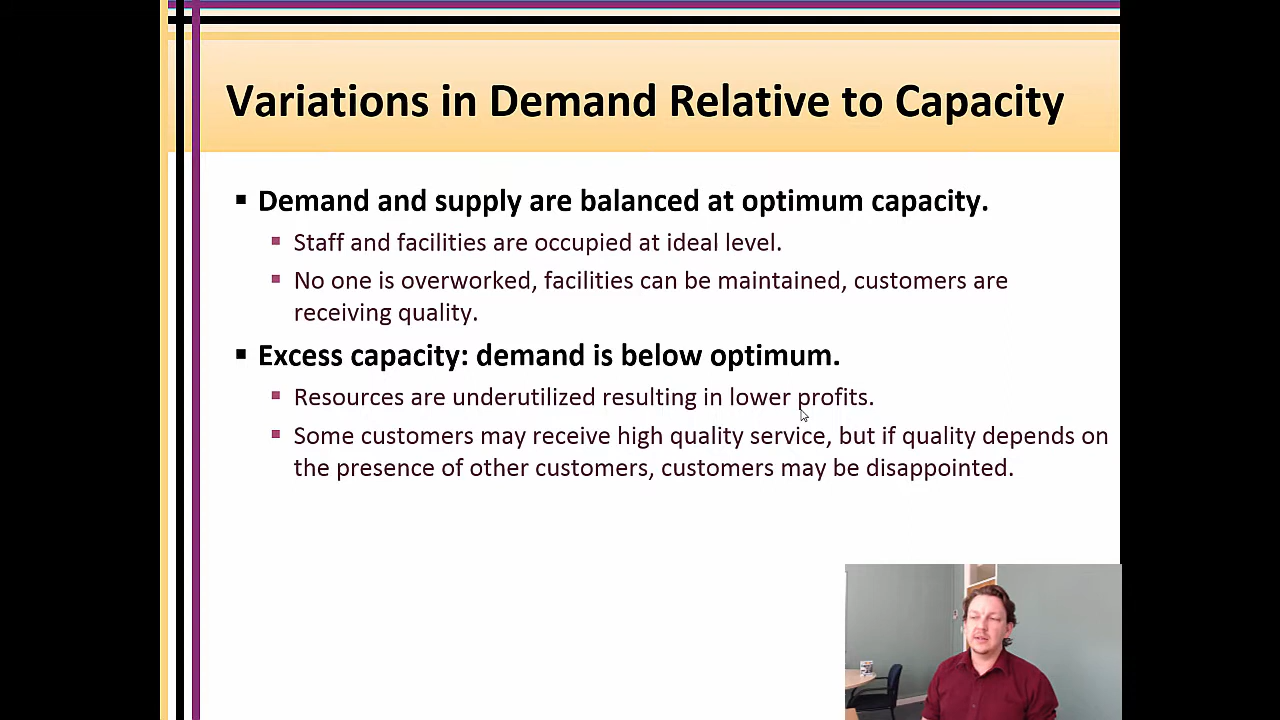 Variations in Demand Relative to Capacity
Demand and supply are balanced at optimum capacity.
Staff and facilities are occupied at ideal level.
No one is overworked, facilities can be maintained, customers are
receiving quality.
Excess capacity: demand is below optimum.
Resources are underutilized resulting in lower profits.
Some customers may receive high quality service, but if quality depends on
the presence of other customers, customers may be disappointed.